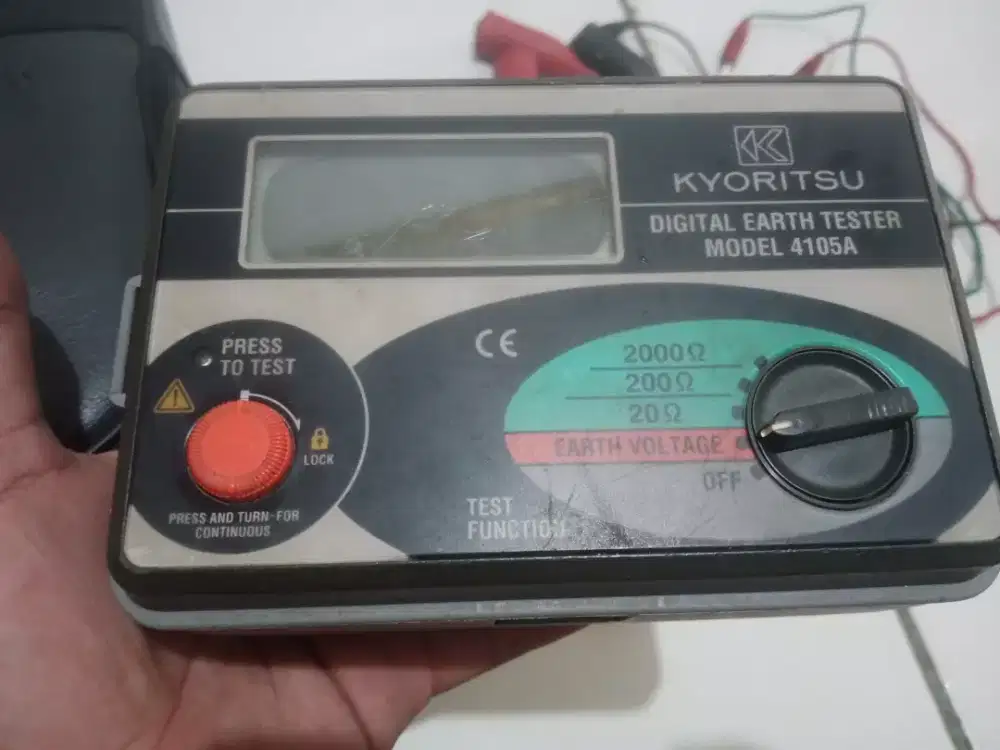 KYORITSU
DIGITAL EARTH TESTER
MODEL 4105A
CE
PRESS
TO TEST
LOCK
PRESS AND TURN FOR
CONTINUOUS
2000Ω
200Ω
20Ω
EARTH VOLTAGE
OFF
TEST
FUNCTION